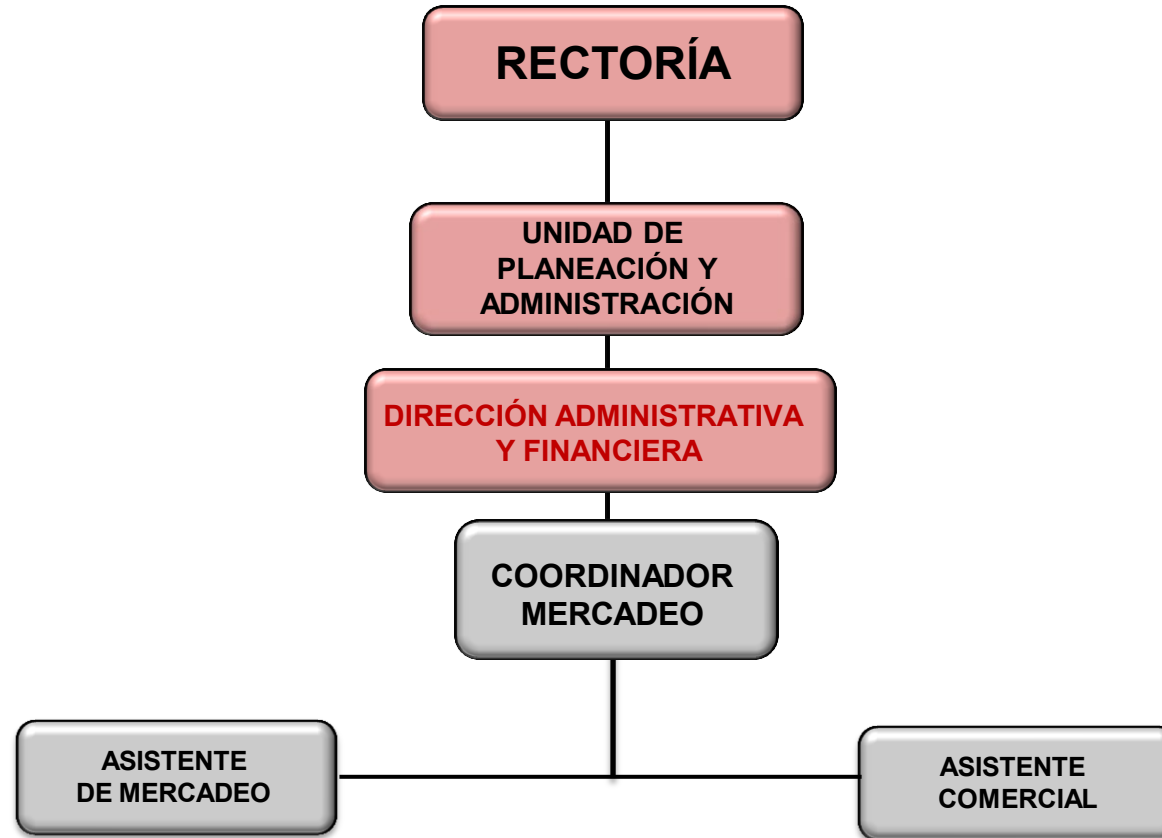 RECTORÍA
UNIDAD DE
PLANEACIÓN Y
ADMINISTRACIÓN
DIRECCIÓN ADMINISTRATIVA
Y FINANCIERA
COORDINADOR
MERCADEO
ASISTENTE
DE MERCADEO
ASISTENTE
COMERCIAL